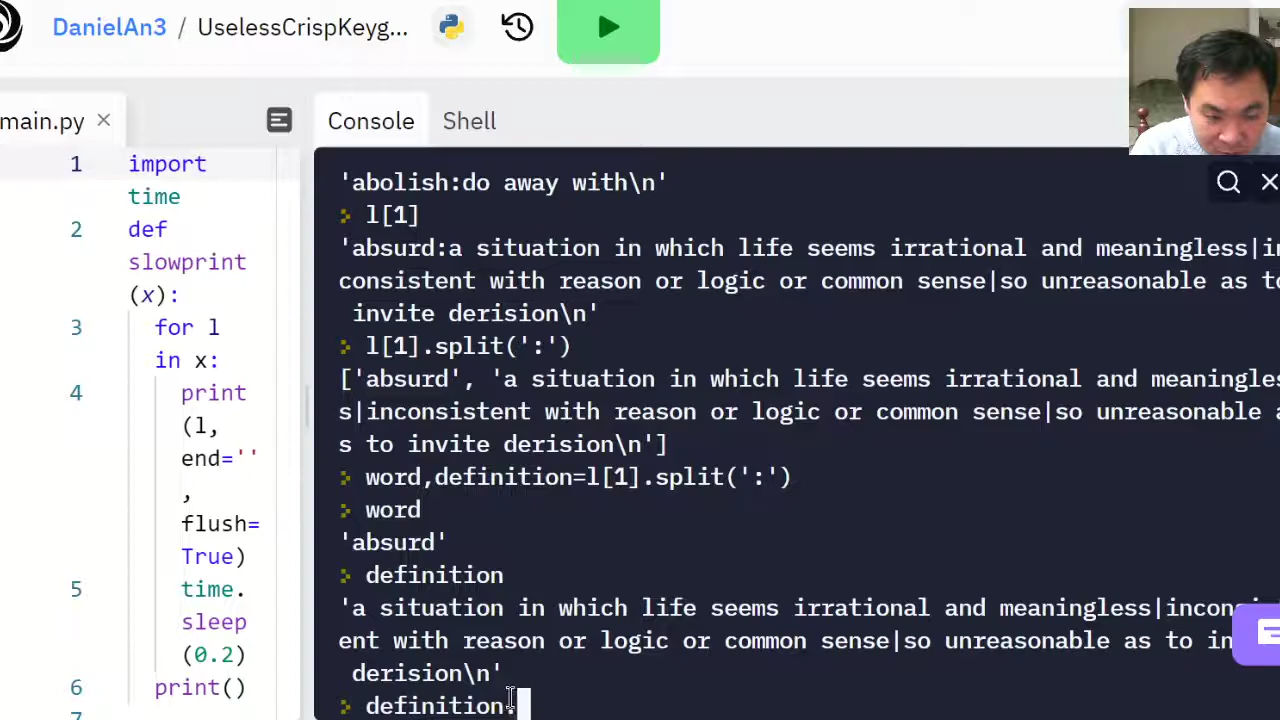 DanielAn3 / UselessCrispKeyg...
main.py
Console Shell
1 import
time
2 def
slowprint
(x):
3 for l
in x:
4 print
(l,
end=''
,
flush=
True)
5 time.
sleep
(0.2)
6 print()
7
'abolish:do away with\n'
l[1]
'absurd:a situation in which life seems irrational and meaningless|in
consistent with reason or logic or common sense|so unreasonable as to
invite derision\n'
l[1].split(':')
['absurd', 'a situation in which life seems irrational and meaningles
s|inconsistent with reason or logic or common sense|so unreasonable a
s to invite derision\n']
word,definition=l[1].split(':')
word
'absurd'
definition
'a situation in which life seems irrational and meaningless|inconsist
ent with reason or logic or common sense|so unreasonable as to in
derision\n'
definition.